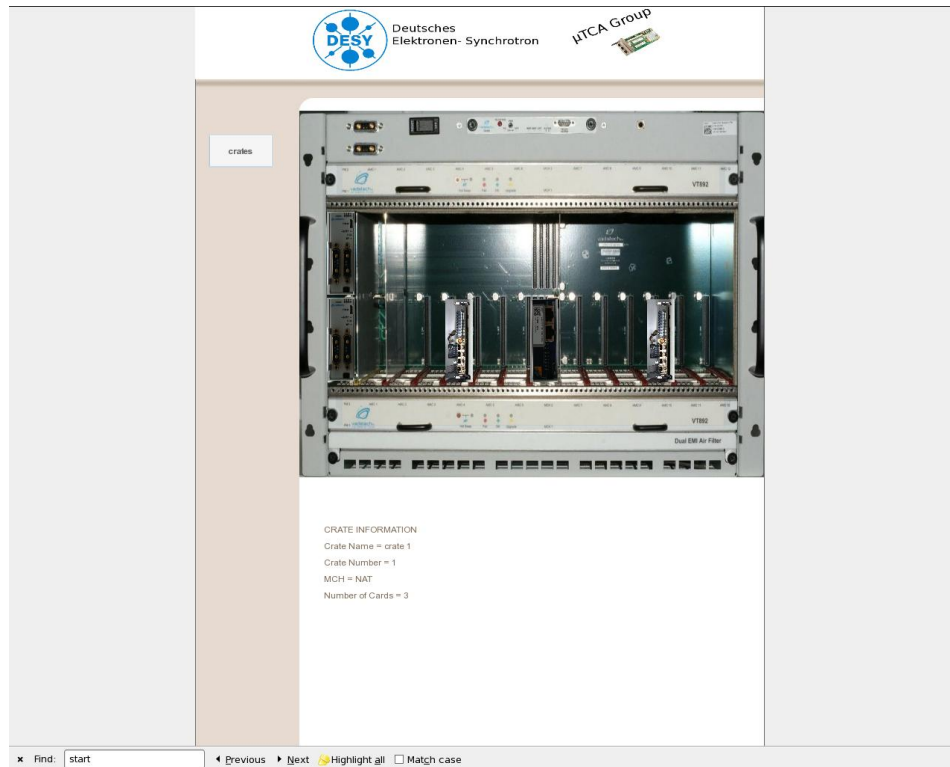 DESY
Deutsches
Elektronen- Synchrotron
µTCA Group
crates
VT892
VT892
Dual EMI Air Filter
CRATE INFORMATION
Crate Name = crate 1
Crate Number = 1
MCH = NAT
Number of Cards = 3
Find: start Previous Next Highlight all Match case